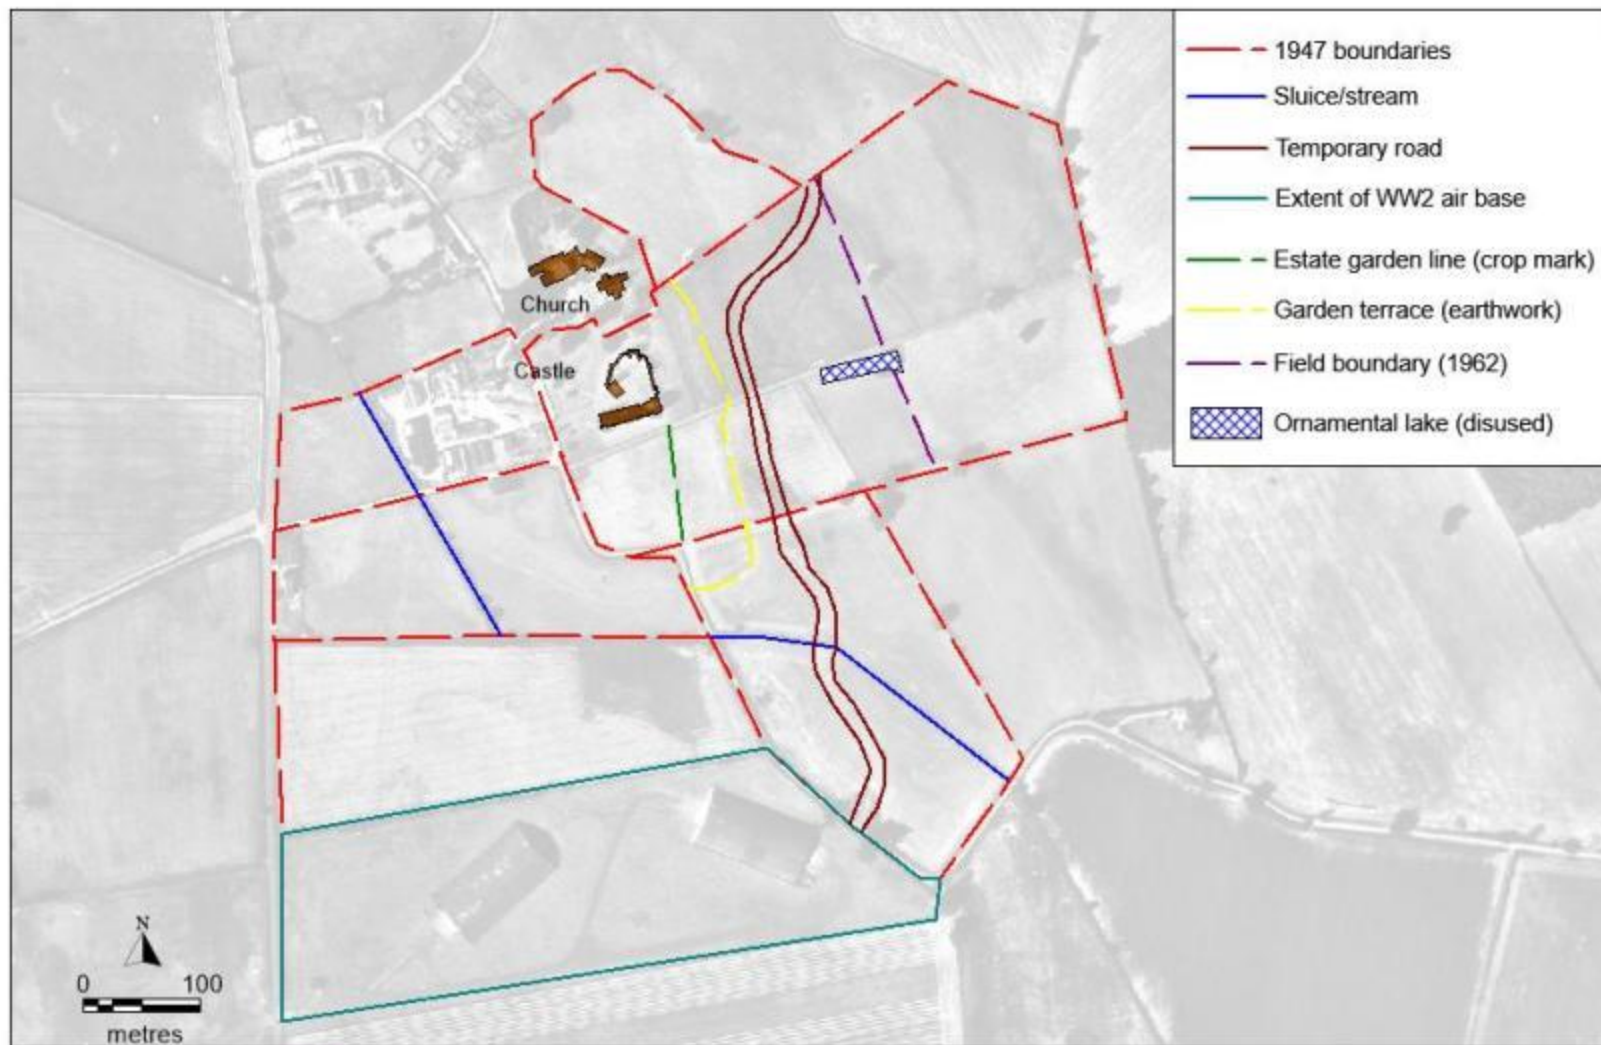 1947 boundaries
Sluice/stream
Temporary road
Extent of WW2 air base
Estate garden line (crop mark)
Garden terrace (earthwork)
Field boundary (1962)
Ornamental lake (disused)
Church
Castle
N
0 100
metres